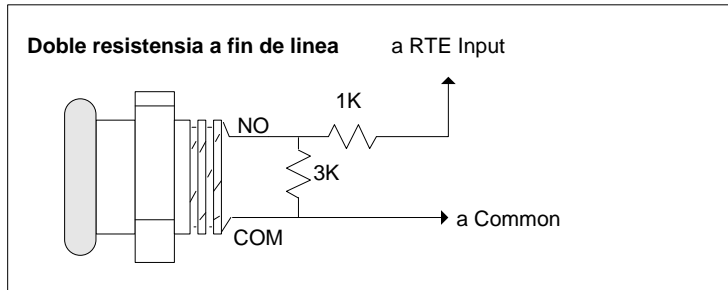 Doble resistensia a fin de linea a RTE Input
1K
NO
3K
a Common
COM